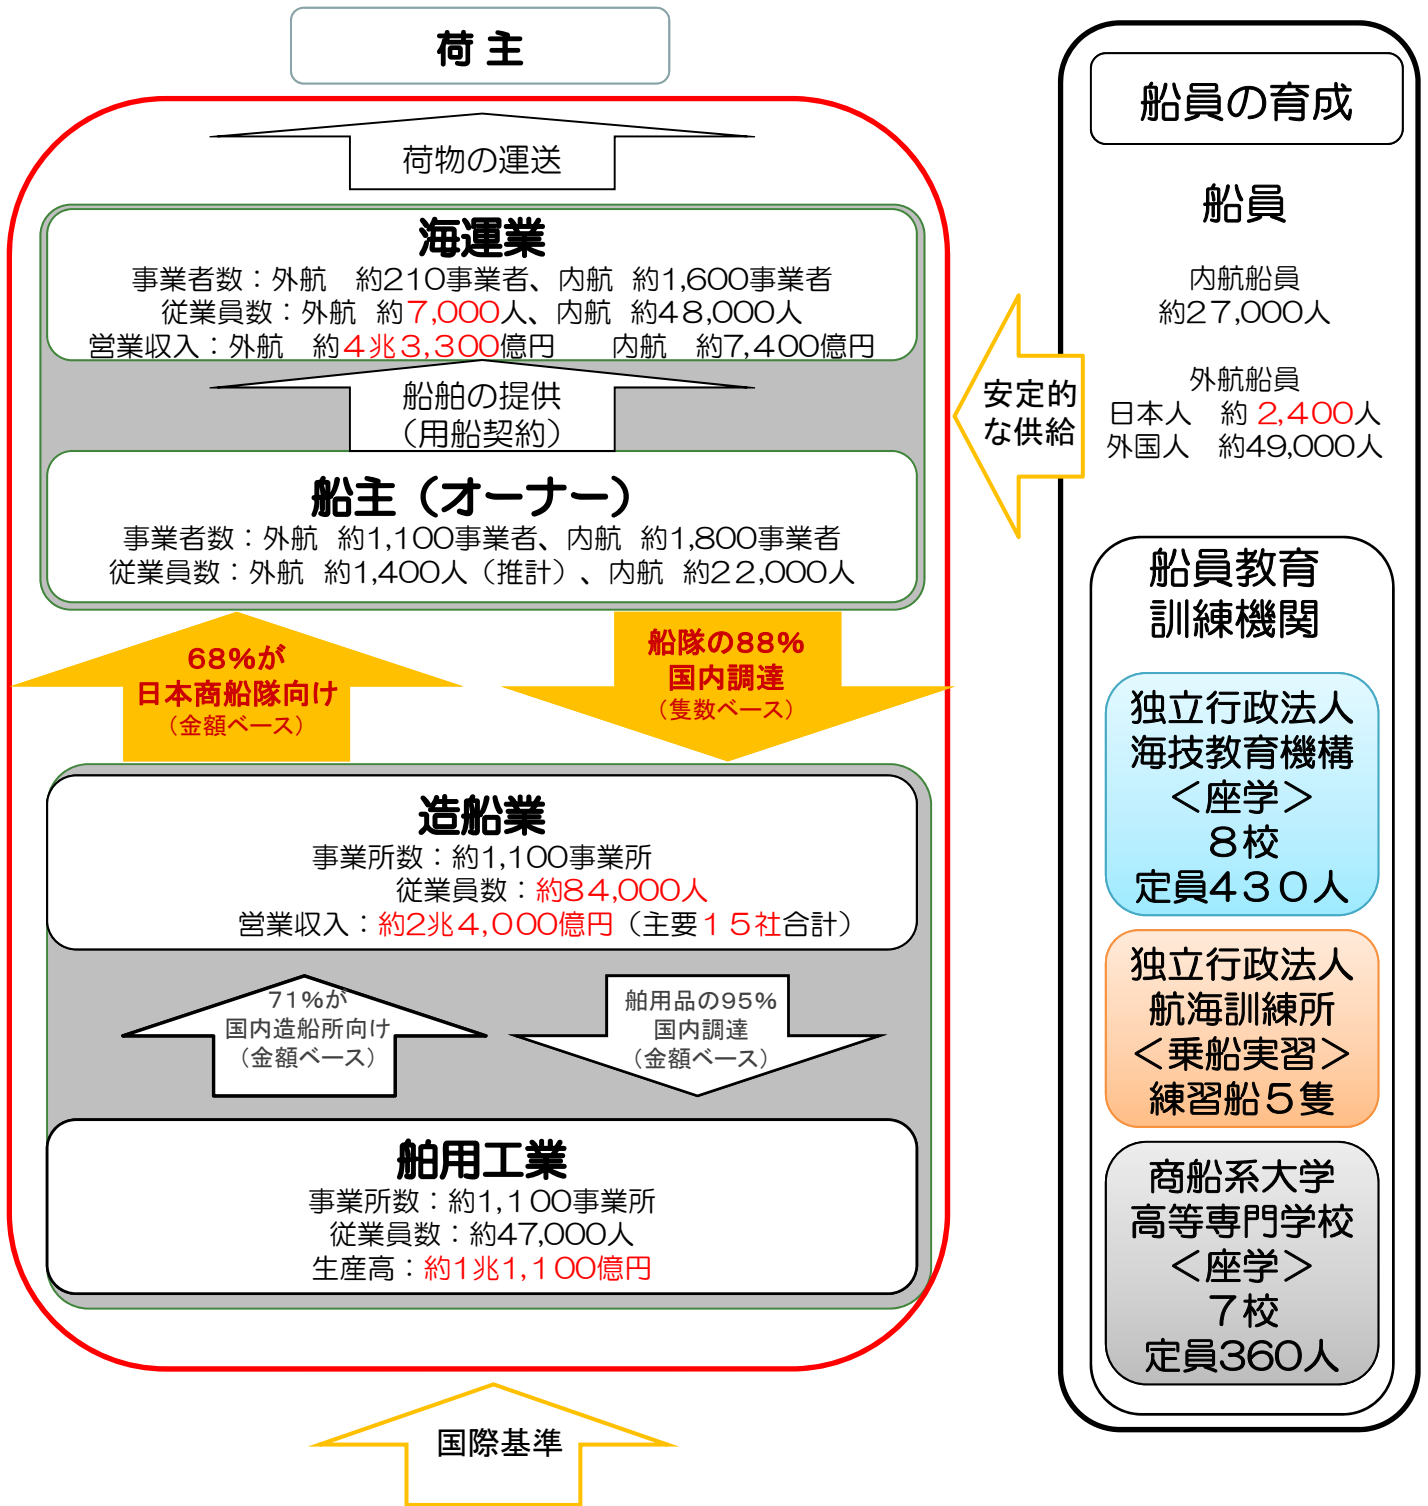 荷 主
荷物の運送
海運業
事業者数：外航　約210事業者、内航 約1,600事業者
従業員数：外航 約7,000人、内航 約48,000人
営業収入：外航　約４兆３,300億円　　内航　約7,400億円
船舶の提供
（用船契約）
船主（オーナー）
事業者数：外航 約1,100事業者、内航 約1,800事業者
従業員数：外航 約1,400人（推計）、内航 約22,000人
68%が
日本商船隊向け
（金額ベース）
船隊の88%
国内調達
（隻数ベース）
造船業
事業所数：約1,100事業所
従業員数：約84,000人
営業収入：約2兆４,０００億円（主要１５社合計）
71%が
国内造船所向け
（金額ベース）
舶用品の95%
国内調達
（金額ベース）
舶用工業
事業所数：約1,１００事業所
従業員数：約47,000人
生産高：約1兆1,１００億円
国際基準
安定的
な供給
船員の育成
船員
内航船員
約27,000人
外航船員
日本人　約 2,400人
外国人　約49,000人
船員教育
訓練機関
独立行政法人
海技教育機構
＜座学＞
８校
定員４３０人
独立行政法人
航海訓練所
＜乗船実習＞
練習船５隻
商船系大学
高等専門学校
＜座学＞
７校
定員360人